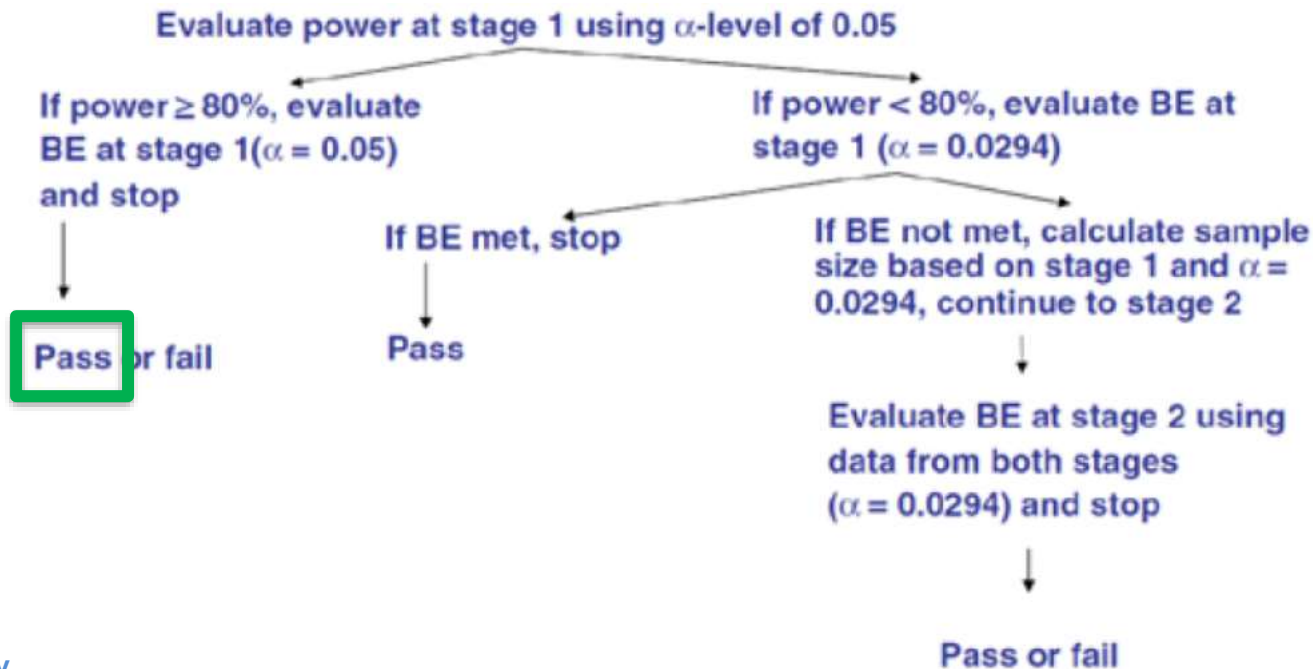 Evaluate power at stage 1 using α-level of 0.05
If power ≥ 80%, evaluate
BE at stage 1(α = 0.05)
and stop
If power < 80%, evaluate BE at
stage 1 (α = 0.0294)
If BE met, stop
If BE not met, calculate sample
size based on stage 1 and α =
0.0294, continue to stage 2
Pass or fail
Pass
Evaluate BE at stage 2 using
data from both stages
(α = 0.0294) and stop
Pass or fail